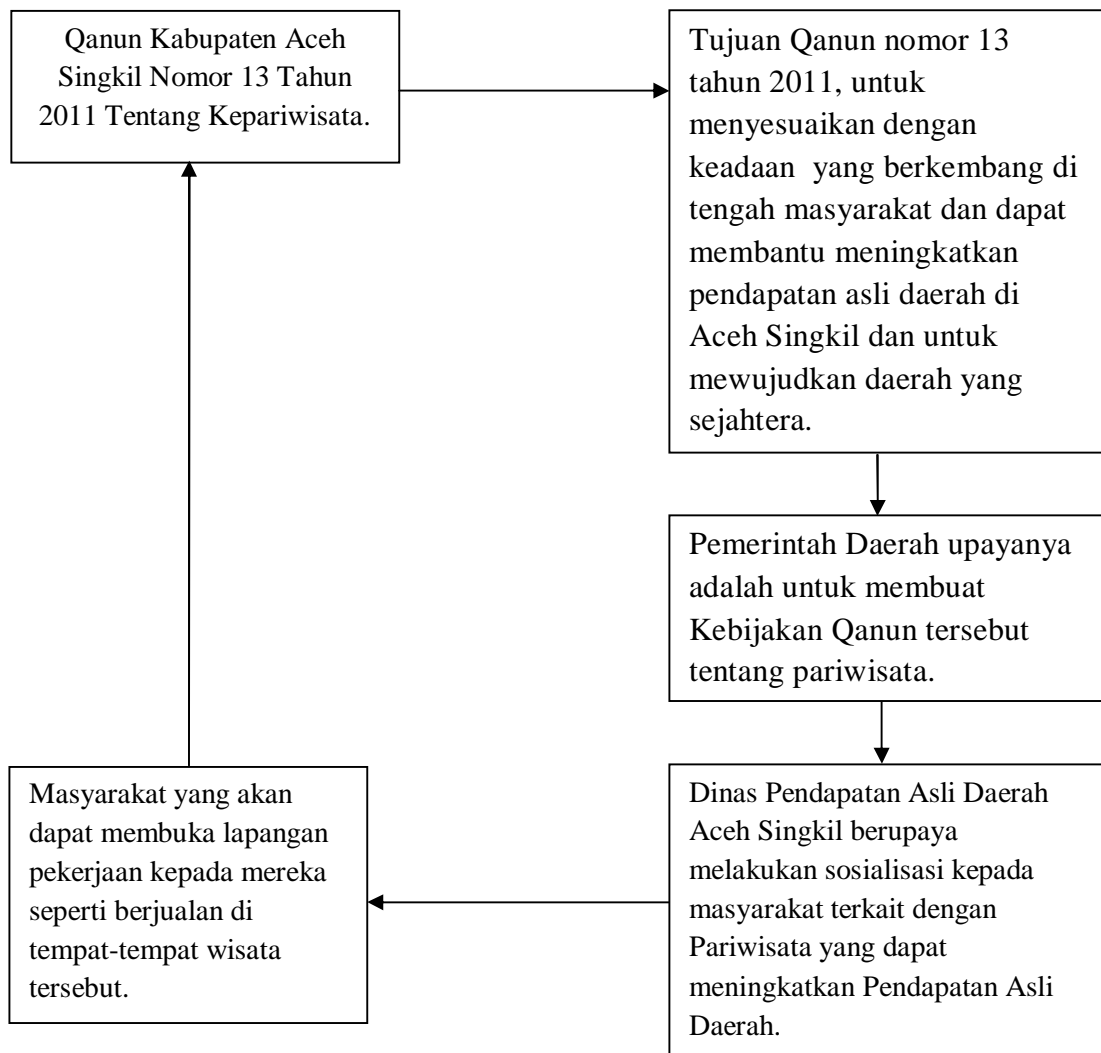 Qanun Kabupaten Aceh
Singkil Nomor 13 Tahun
2011 Tentang Kepariwisata.
Tujuan Qanun nomor 13
tahun 2011, untuk
menyesuaikan dengan
keadaan yang berkembang di
tengah masyarakat dan dapat
membantu meningkatkan
pendapatan asli daerah di
Aceh Singkil dan untuk
mewujudkan daerah yang
sejahtera.
Pemerintah Daerah upayanya
adalah untuk membuat
Kebijakan Qanun tersebut
tentang pariwisata.
Dinas Pendapatan Asli Daerah
Aceh Singkil berupaya
melakukan sosialisasi kepada
masyarakat terkait dengan
Pariwisata yang dapat
meningkatkan Pendapatan Asli
Daerah.
Masyarakat yang akan
dapat membuka lapangan
pekerjaan kepada mereka
seperti berjualan di
tempat-tempat wisata
tersebut.